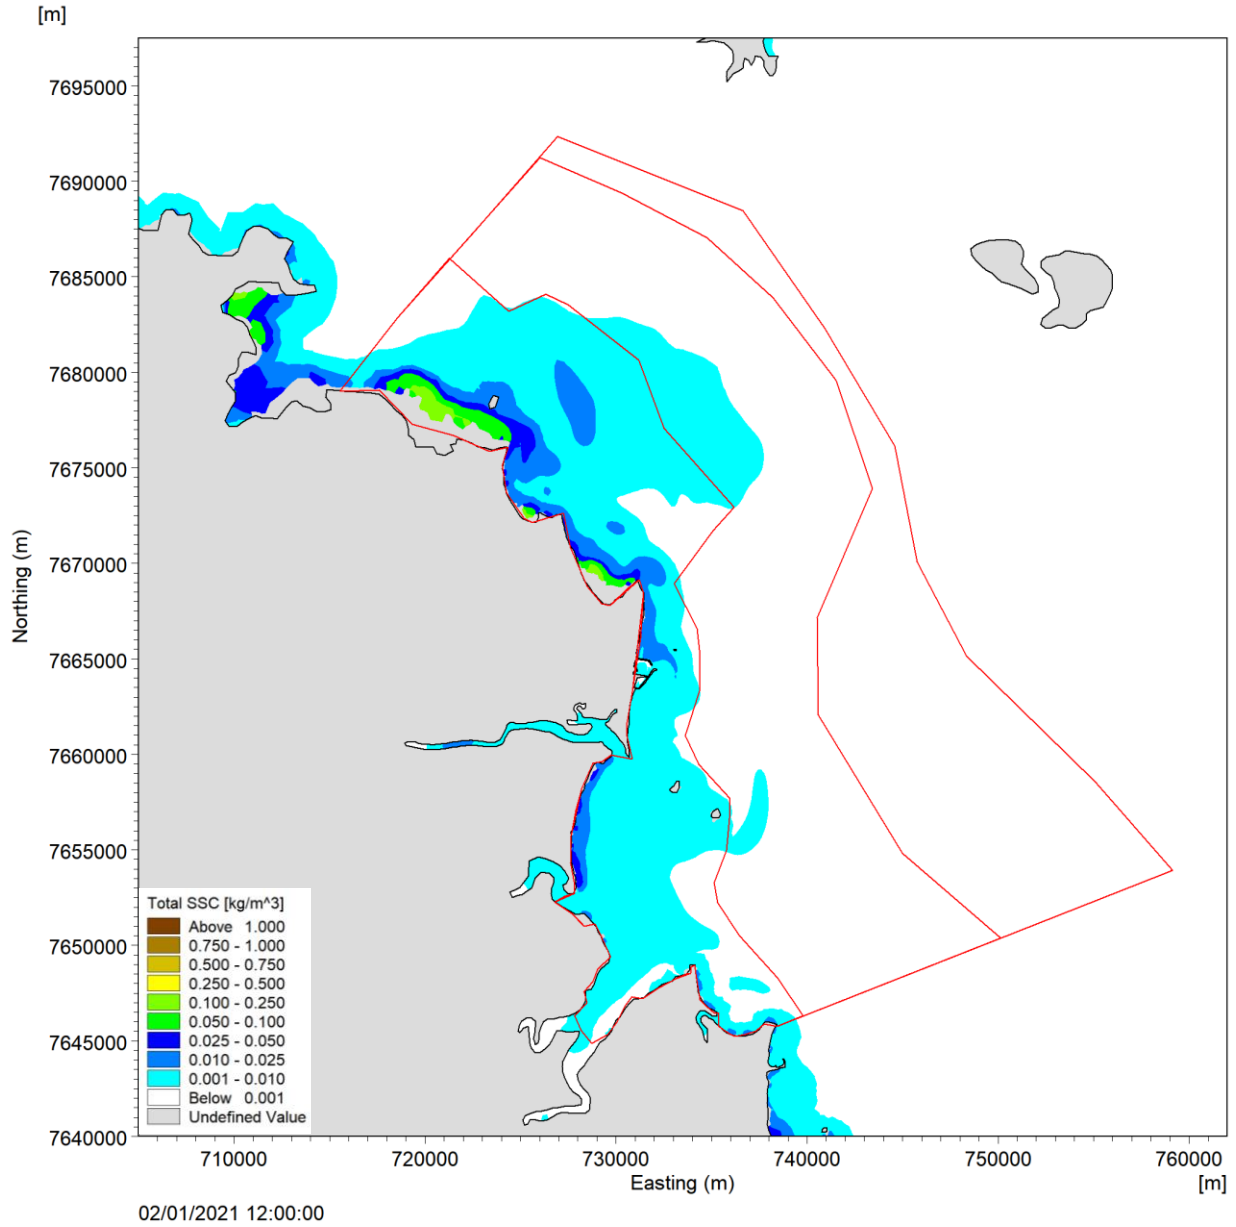 [m]
7695000
7690000
7685000
7680000
7675000
7670000
7665000
7660000
7655000
7650000
7645000
7640000
Northing (m)
Total SSC [kg/m^3]
Above 1.000
0.750 - 1.000
0.500 - 0.750
0.250 - 0.500
0.100 - 0.250
0.050 - 0.100
0.025 - 0.050
0.010 - 0.025
0.001 - 0.010
Below 0.001
Undefined Value
710000 720000 730000 740000 750000 760000
Easting (m) [m]
02/01/2021 12:00:00